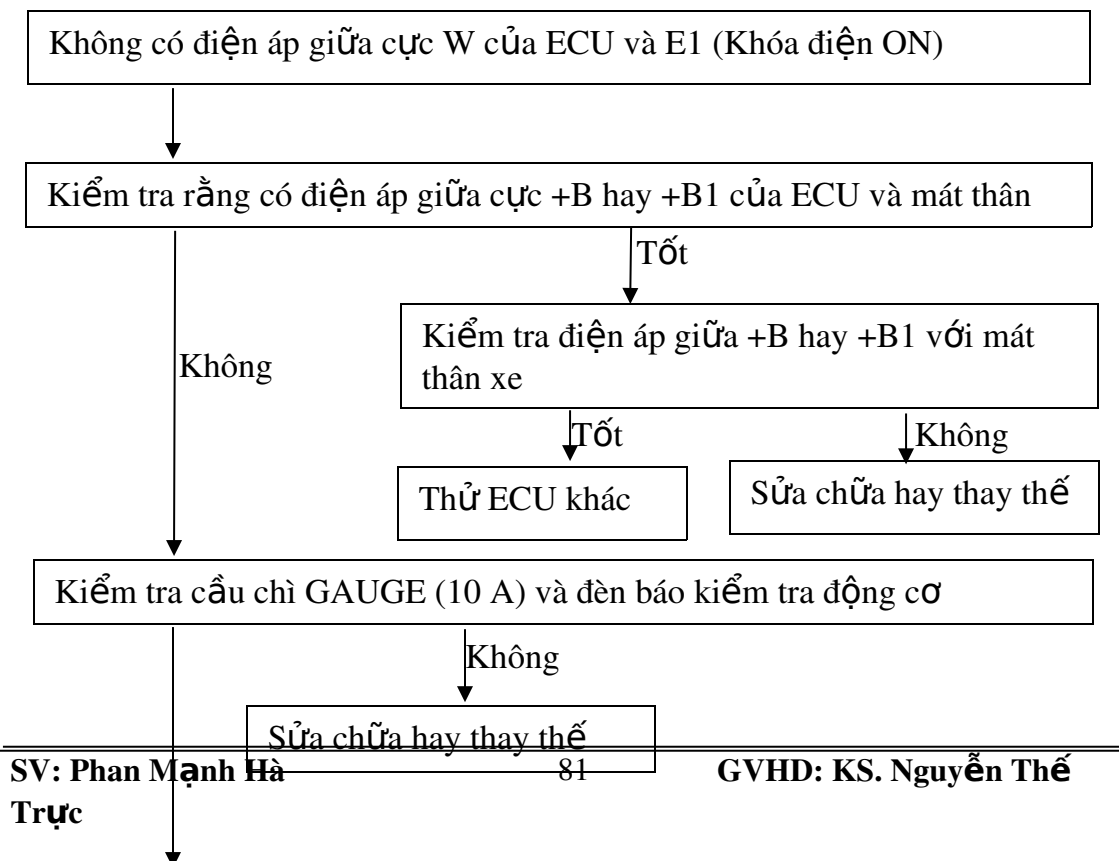 Không có điện áp giữa cực W của ECU và E1 (Khóa điện ON)
Kiểm tra rằng có điện áp giữa cực +B hay +B1 của ECU và mát thân
Tốt
Kiểm tra điện áp giữa +B hay +B1 với mát
thân xe
Không
Tốt
Không
Thử ECU khác
Sửa chữa hay thay thế
Kiểm tra cầu chì GAUGE (10 A) và đèn báo kiểm tra động cơ
Không
Sửa chữa hay thay thế
SV: Phan Mạnh Hà 81 GVHD: KS. Nguyễn Thế
Trực